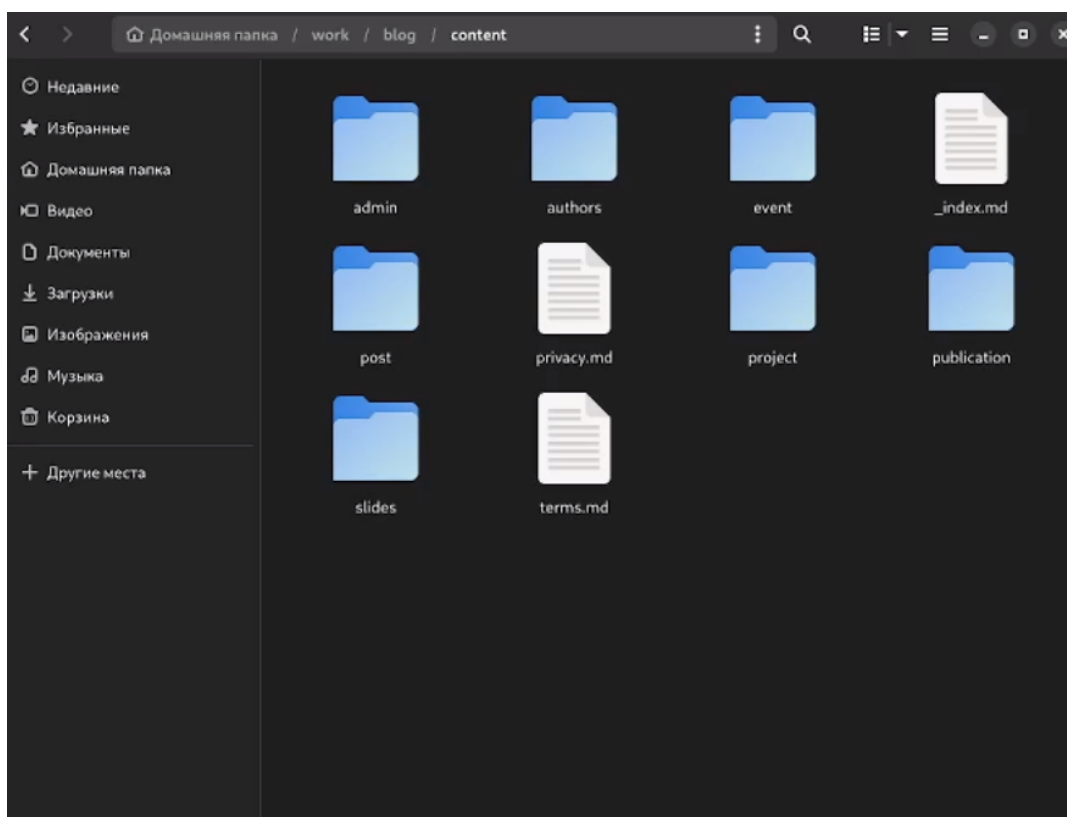 Домашняя папка / work / blog / content
Недавние
Избранные
Домашняя папка
Видео
Документы
Загрузки
Изображения
Музыка
Корзина
Другие места
admin authors event _index.md
post privacy.md project publication
slides terms.md